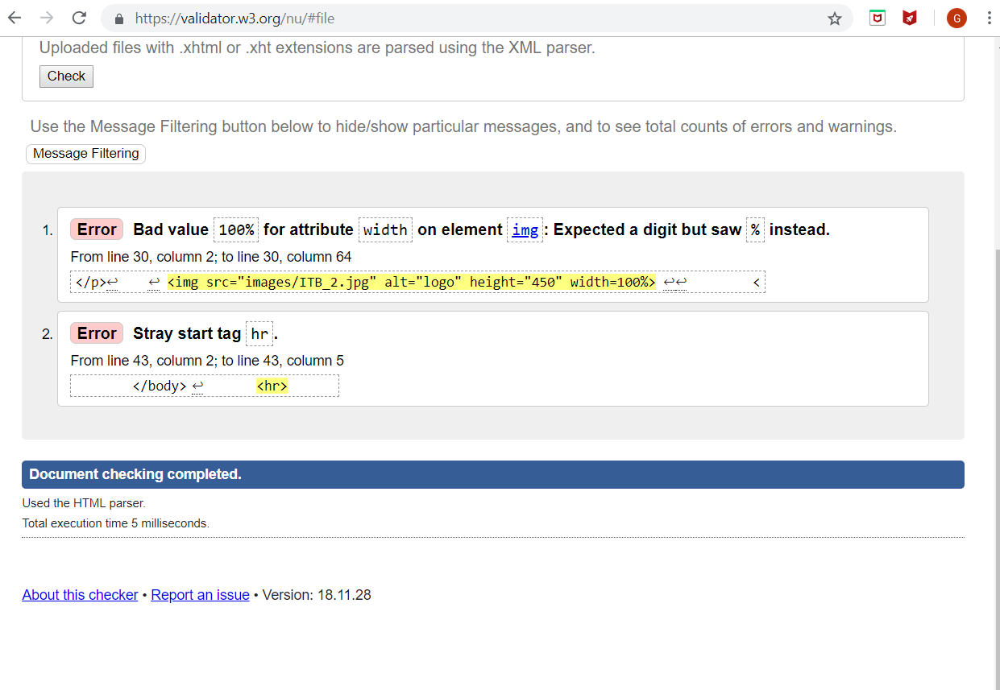 https://validator.w3.org/nu/#file
G
Uploaded files with .xhtml or .xht extensions are parsed using the XML parser.
Check
Use the Message Filtering button below to hide/show particular messages, and to see total counts of errors and warnings.
Message Filtering
1. Error Bad value 100% for attribute width on element img: Expected a digit but saw % instead.
From line 30, column 2; to line 30, column 64
</p>↩ ↩ <img src="images/ITB_2.jpg" alt="logo" height="450" width=100%> ↩↩ <
2. Error Stray start tag hr.
From line 43, column 2; to line 43, column 5
</body> ↩ <hr>
Document checking completed.
Used the HTML parser.
Total execution time 5 milliseconds.
About this checker • Report an issue • Version: 18.11.28